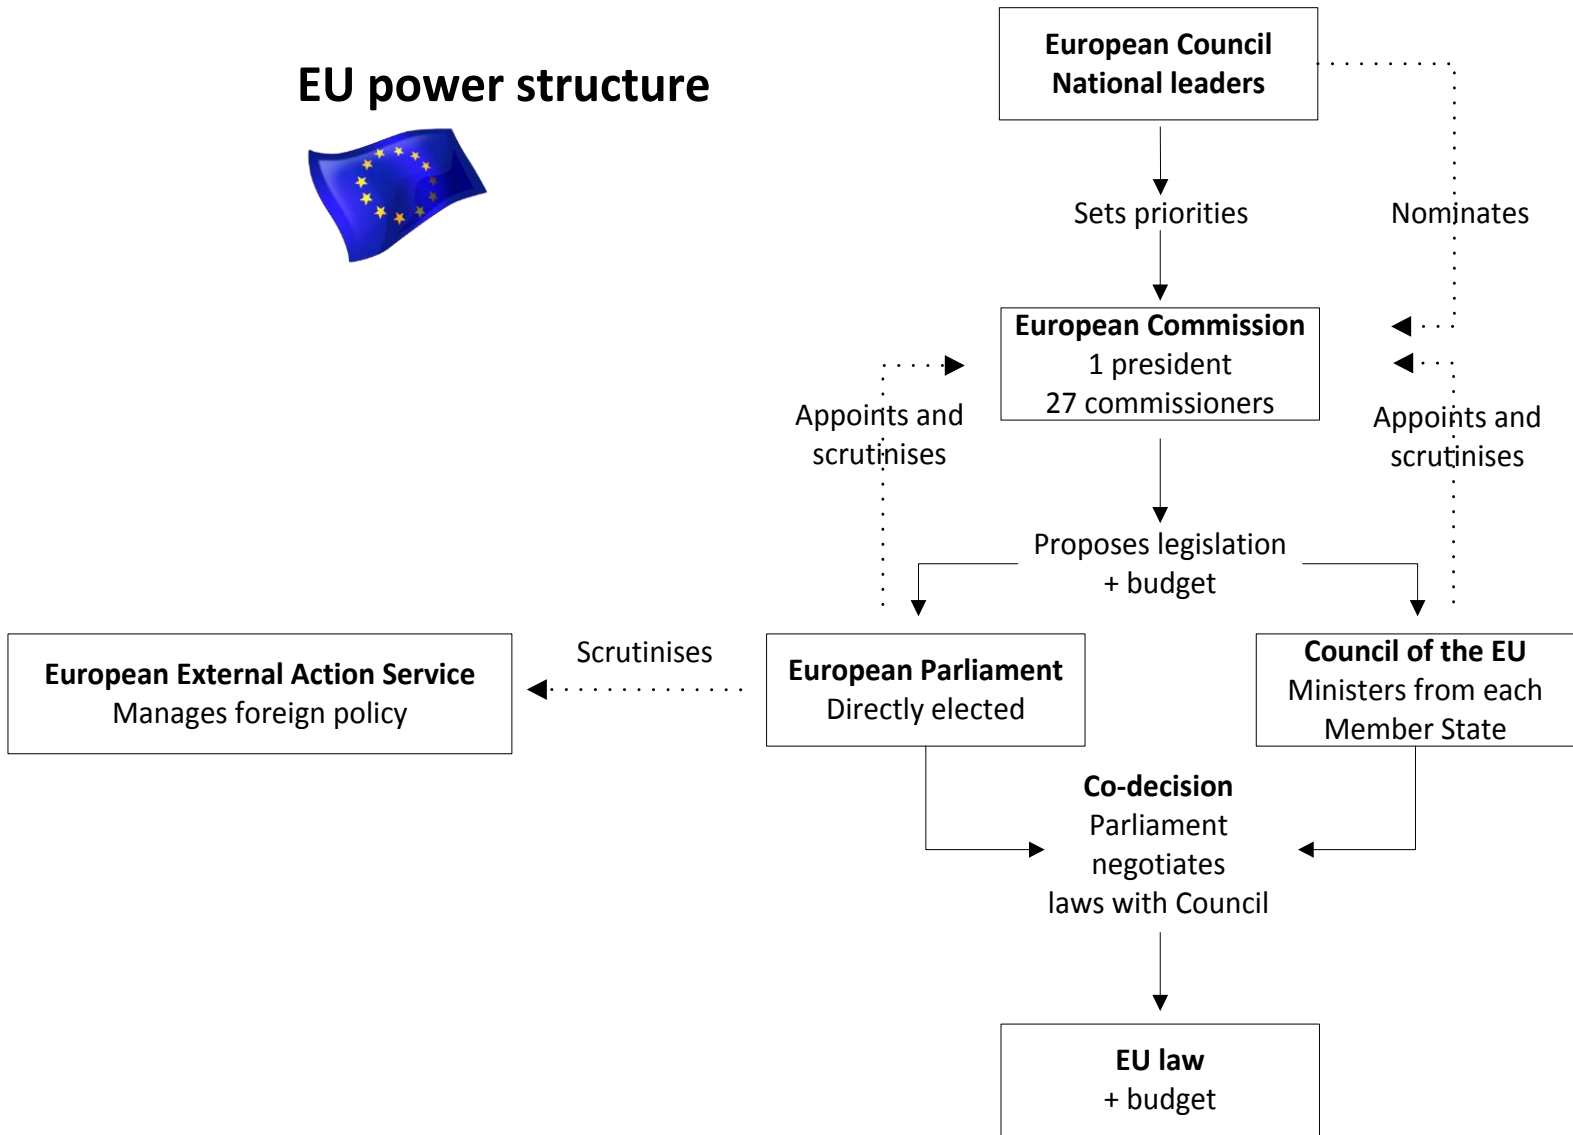 EU power structure
European Council
National leaders
Sets priorities
Nominates
European Commission
1 president
27 commissioners
Appoints and
scrutinises
Appoints and
scrutinises
Proposes legislation
+ budget
European External Action Service
Manages foreign policy
Scrutinises
European Parliament
Directly elected
Council of the EU
Ministers from each
Member State
Co-decision
Parliament
negotiates
laws with Council
EU law
+ budget